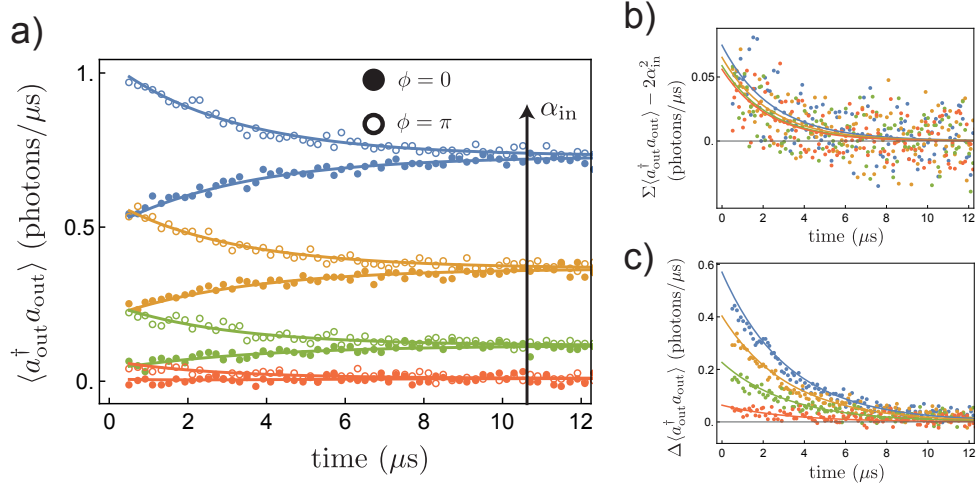 a)
⟨a†out aout⟩ (photons/μs)
1.
0.5
0.
0 2 4 6 8 10 12
time (μs)
ϕ = 0
ϕ = π
αin
b)
Σ⟨a†out aout⟩ − 2α²in
(photons/μs)
0.05
0
0 2 4 6 8 10 12
time (μs)
c)
Δ⟨a†out aout⟩ (photons/μs)
0.6
0.4
0.2
0.
0 2 4 6 8 10 12
time (μs)